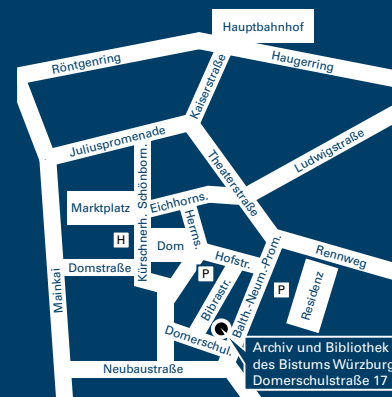 Hauptbahnhof
Röntgenring
Haugerring
Kaiserstraße
Juliuspromenade
Theaterstraße
Ludwigstraße
Schönborn.
Eichhorns.
Marktplatz
Kürschnerh.
Herrns.
H
Dom
Hofstr.
Balth.-Neum.-Prom.
Rennweg
Domstraße
P
P
Mainkai
Bibrastr.
Residenz
Domerschul.
Neubaustraße
Archiv und Bibliothek
des Bistums Würzburg
Domerschulstraße 17